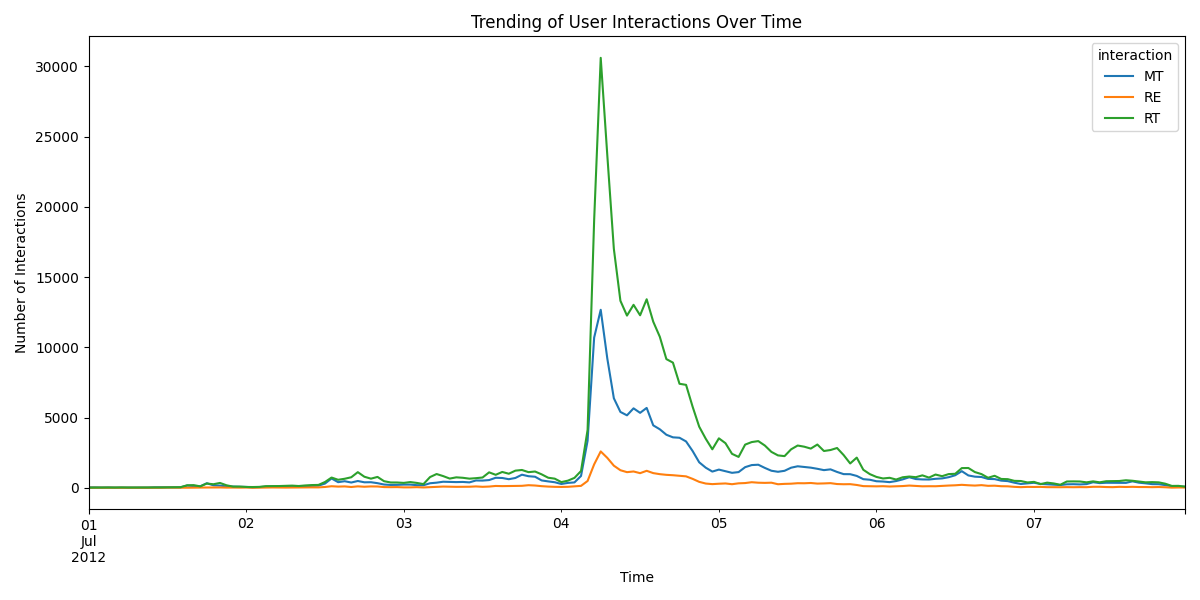 Trending of User Interactions Over Time
interaction
MT
RE
RT
Number of Interactions
30000
25000
20000
15000
10000
5000
0
01
Jul
2012
02
03
04
05
06
07
Time